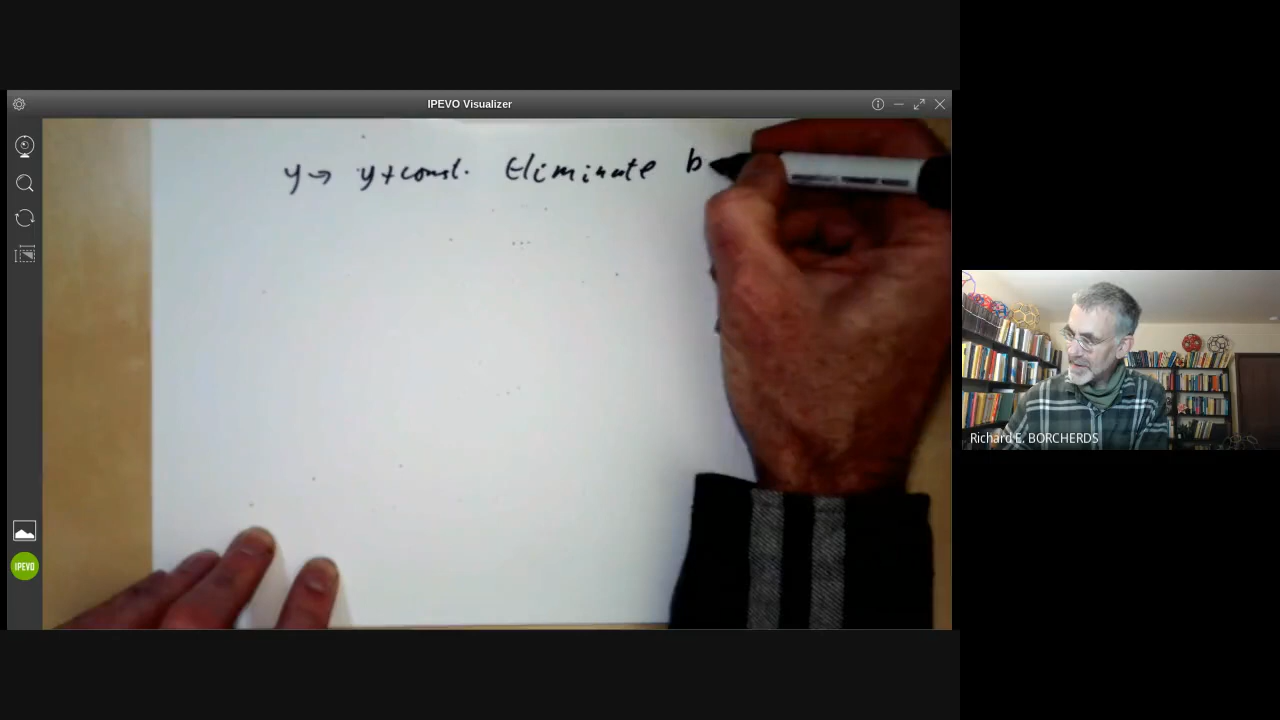 IPEVO Visualizer
y → y + const. Eliminate b
IPEVO
Richard E. BORCHERDS